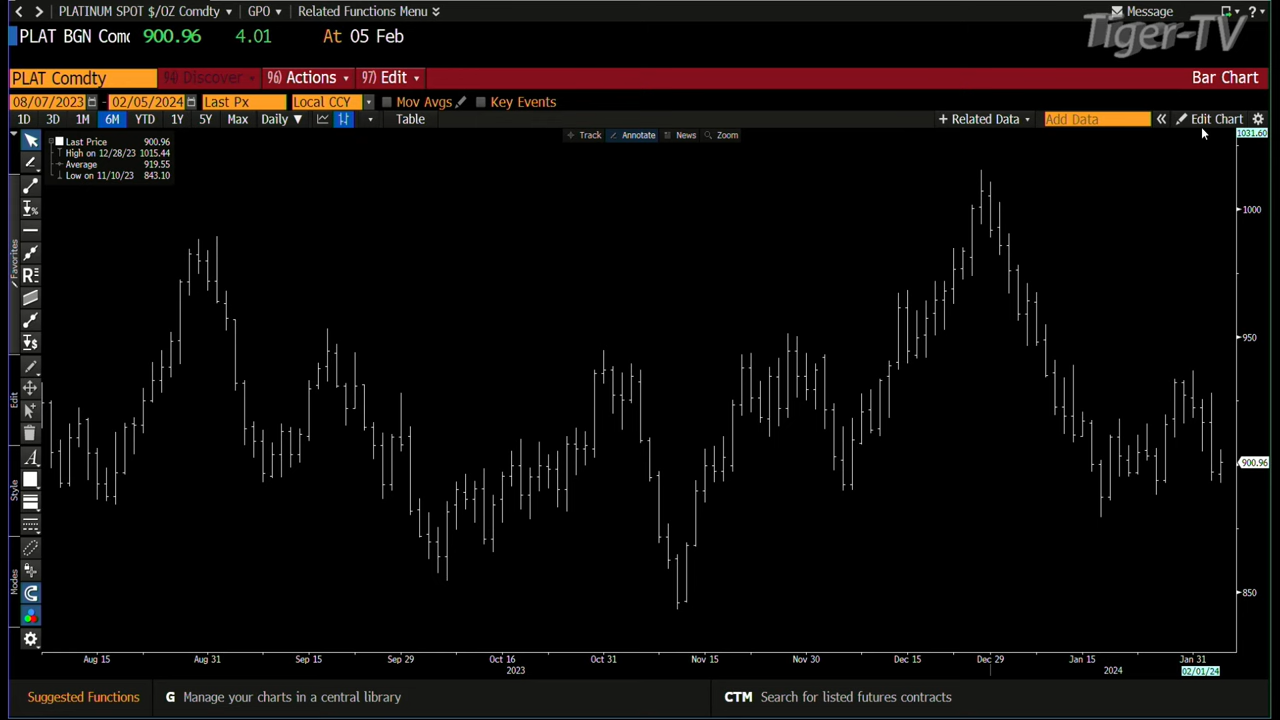 PLATINUM SPOT $/OZ Comdty GPO Related Functions Menu Message ?
Tiger-TV
PLAT BGN Com 900.96 4.01 At 05 Feb
PLAT Comdty 94) Discover 96) Actions 97) Edit Bar Chart
08/07/2023 - 02/05/2024 Last Px Local CCY Mov Avgs Key Events
1D 3D 1M 6M YTD 1Y 5Y Max Daily ▼ Table + Related Data Add Data « Edit Chart
Track Annotate News Zoom
1031.60
Last Price 900.96
High on 12/28/23 1015.44
Average 919.55
Low on 11/10/23 843.10
1000
950
900.96
850
Favorites
Edit
Style
Modes
Aug 15 Aug 31 Sep 15 Sep 29 Oct 16 Oct 31 Nov 15 Nov 30 Dec 15 Dec 29 Jan 15 Jan 31
2023 2024 02/01/24
Suggested Functions G Manage your charts in a central library CTM Search for listed futures contracts